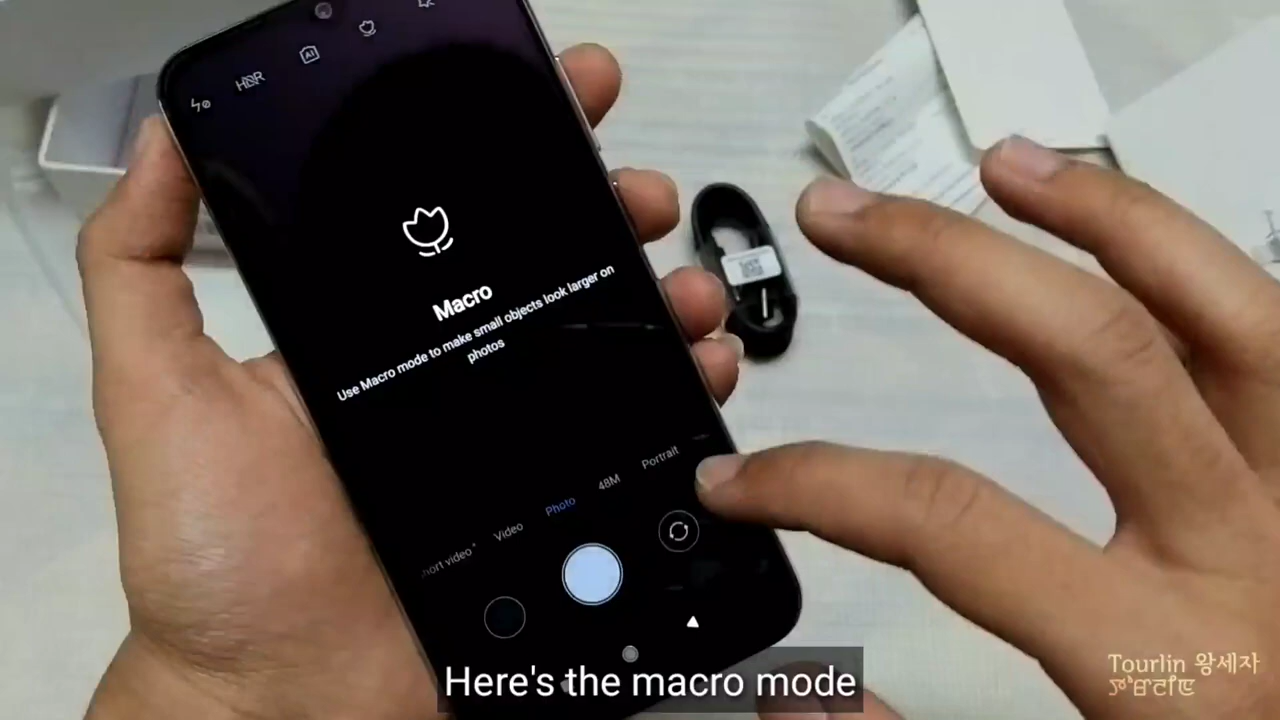 HDR
AI
Macro
Use Macro mode to make small objects look larger on
photos
hort video
Video
Photo
48M
Portrait
Here's the macro mode
Tourlin 왕세자